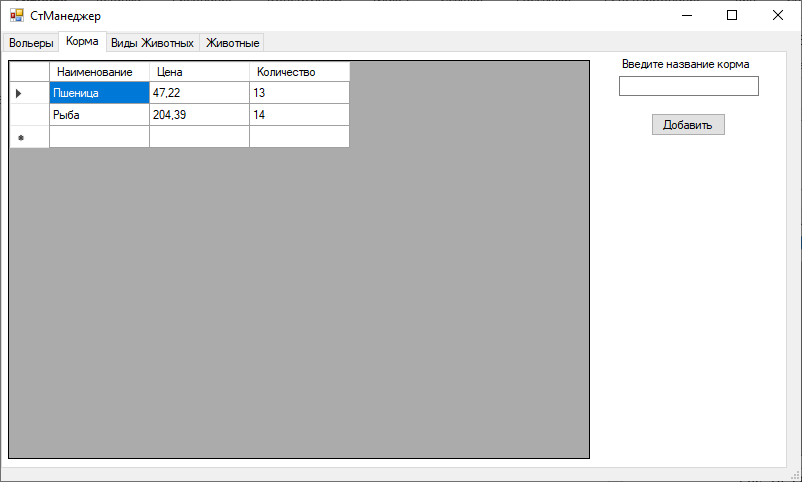 СтМанеджер
Вольеры Корма Виды Животных Животные
Наименование Цена Количество
Пшеница 47,22 13
Рыба 204,39 14
Введите название корма
Добавить